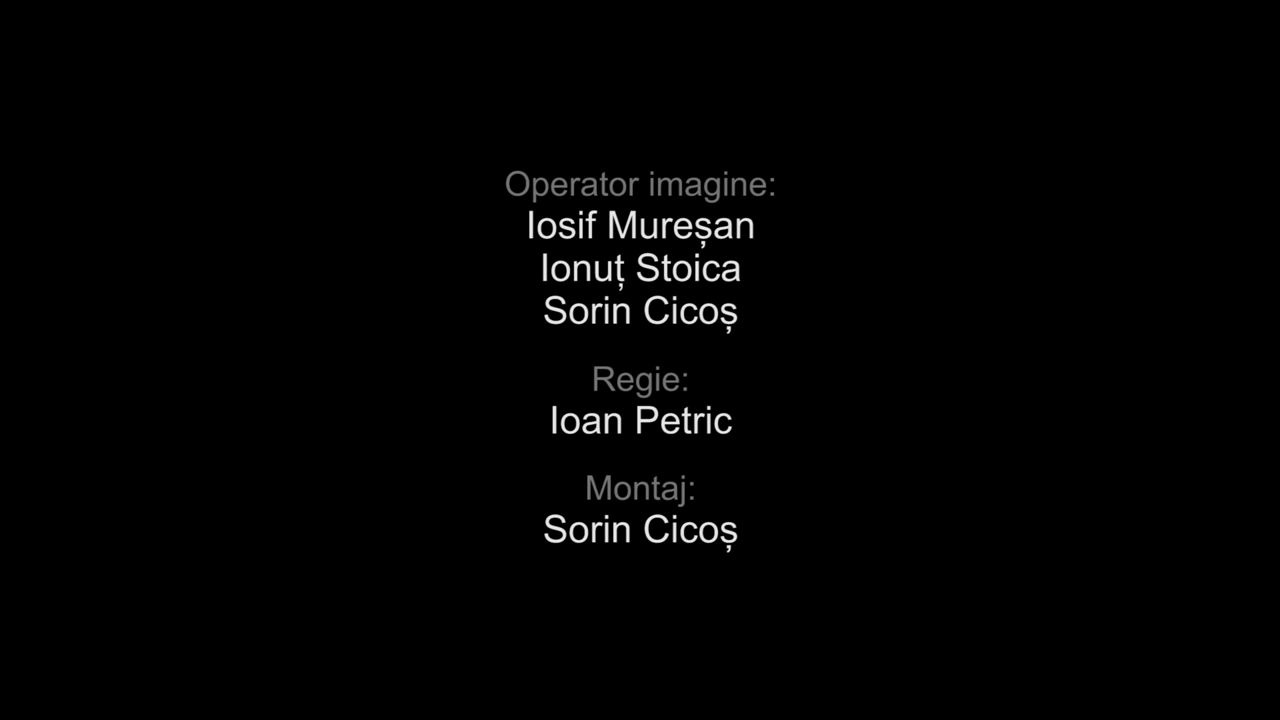 Operator imagine:
Iosif Mureșan
Ionuț Stoica
Sorin Cicoș
Regie:
Ioan Petric
Montaj:
Sorin Cicoș